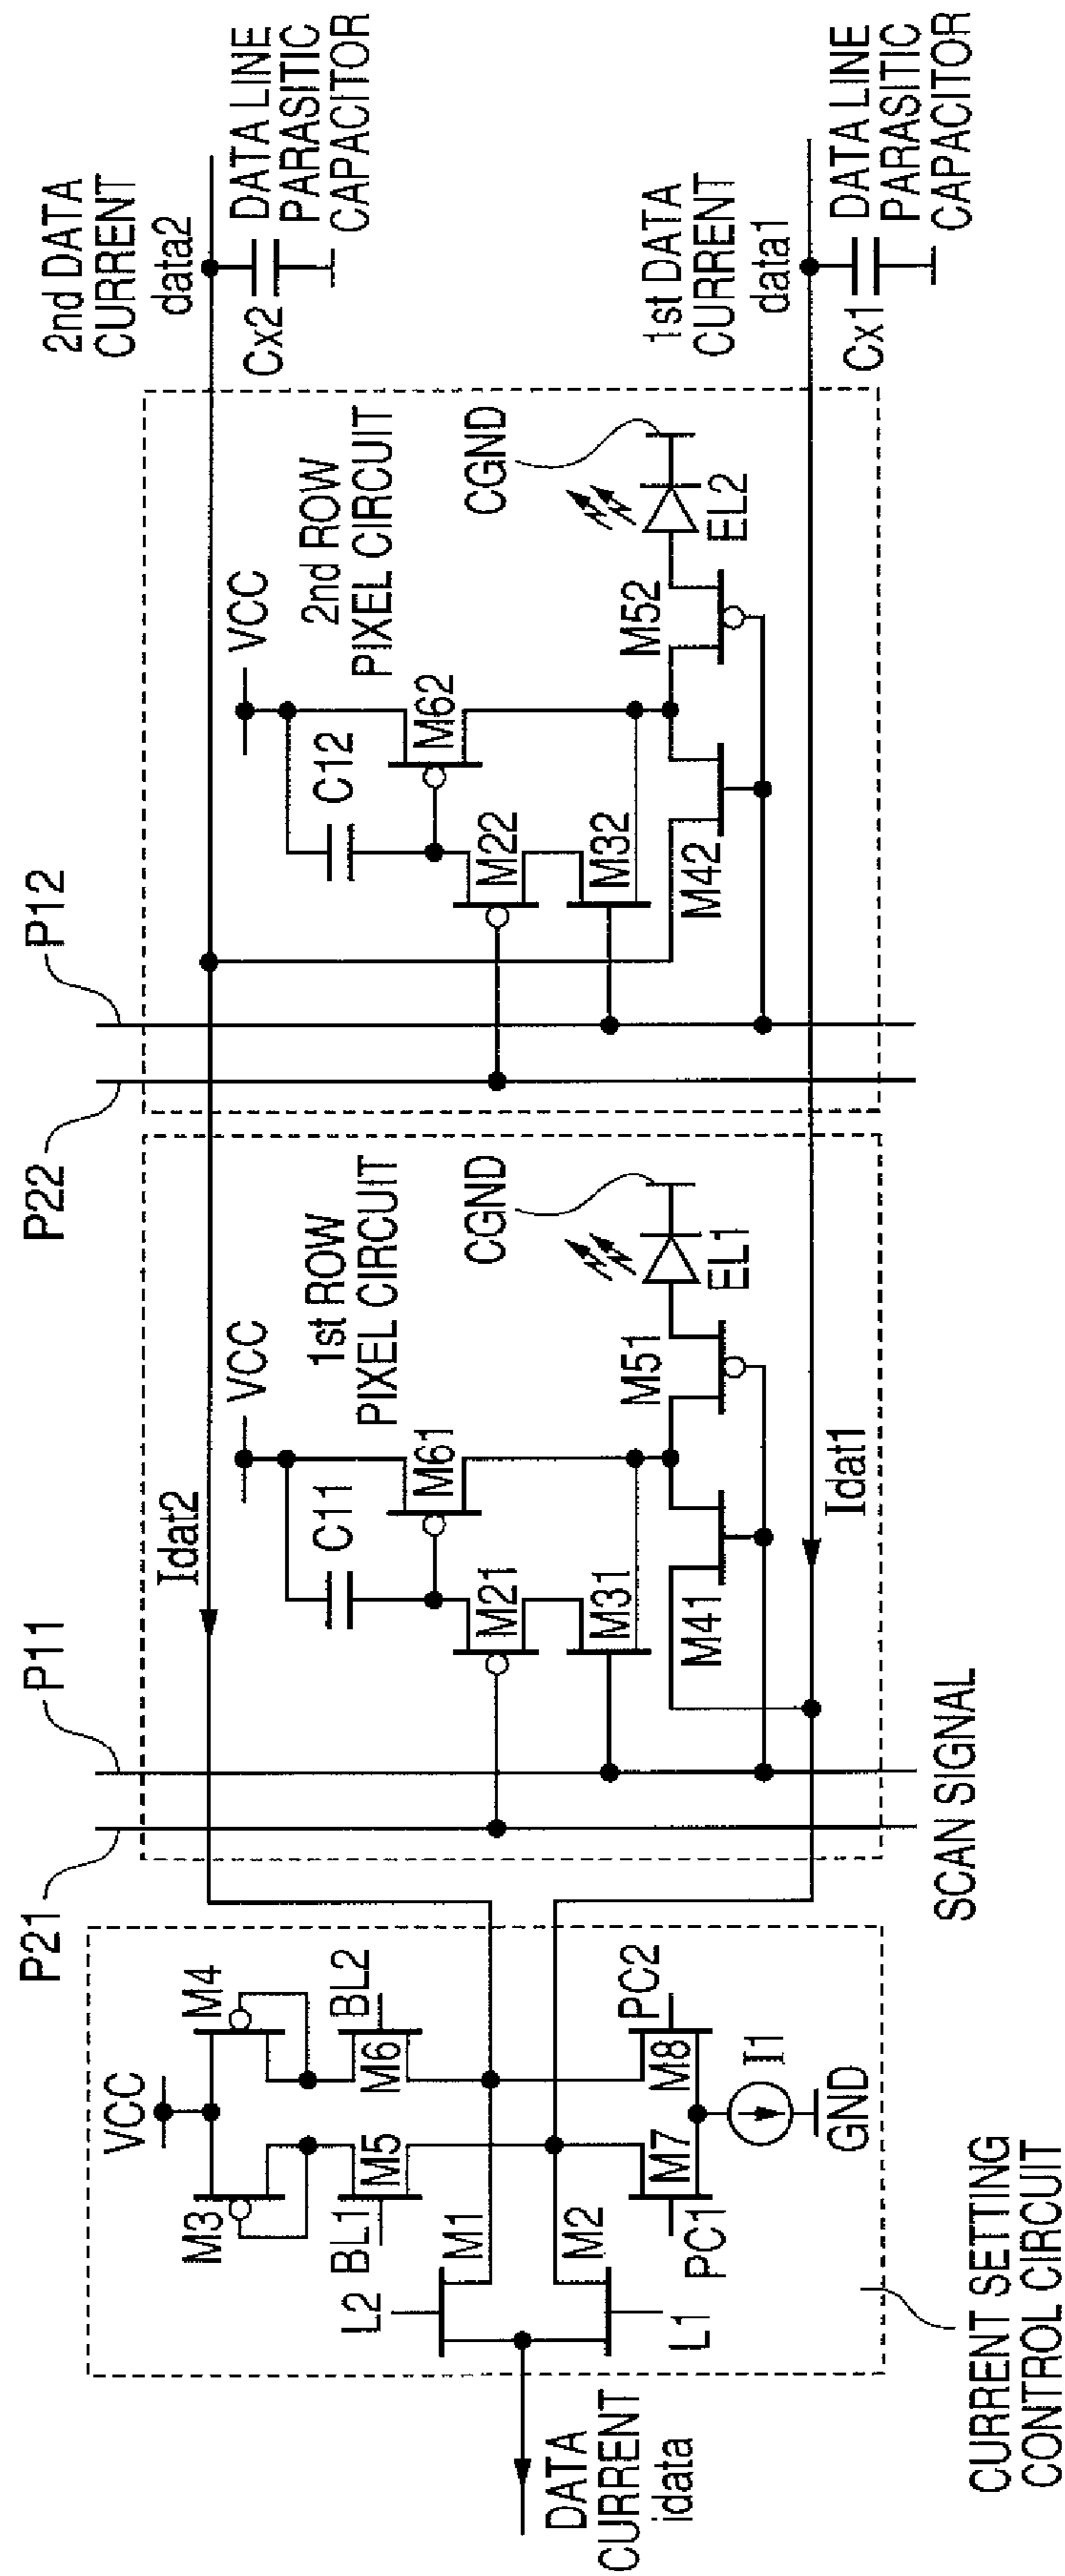 P21
P11
P22
P12
2nd DATA
CURRENT
data2
Cx2
DATA LINE
PARASITIC
CAPACITOR
Idat2
VCC
M3
M4
BL1
M5
M6
BL2
L2
M1
M2
L1
PC1
M7
M8
PC2
I1
GND
DATA
CURRENT
idata
CURRENT SETTING
CONTROL CIRCUIT
VCC
1st ROW
PIXEL CIRCUIT
C11
M61
M21
M31
M41
M51
EL1
CGND
SCAN SIGNAL
Idat1
VCC
2nd ROW
PIXEL CIRCUIT
C12
M62
M22
M32
M42
M52
EL2
CGND
1st DATA
CURRENT
data1
Cx1
DATA LINE
PARASITIC
CAPACITOR